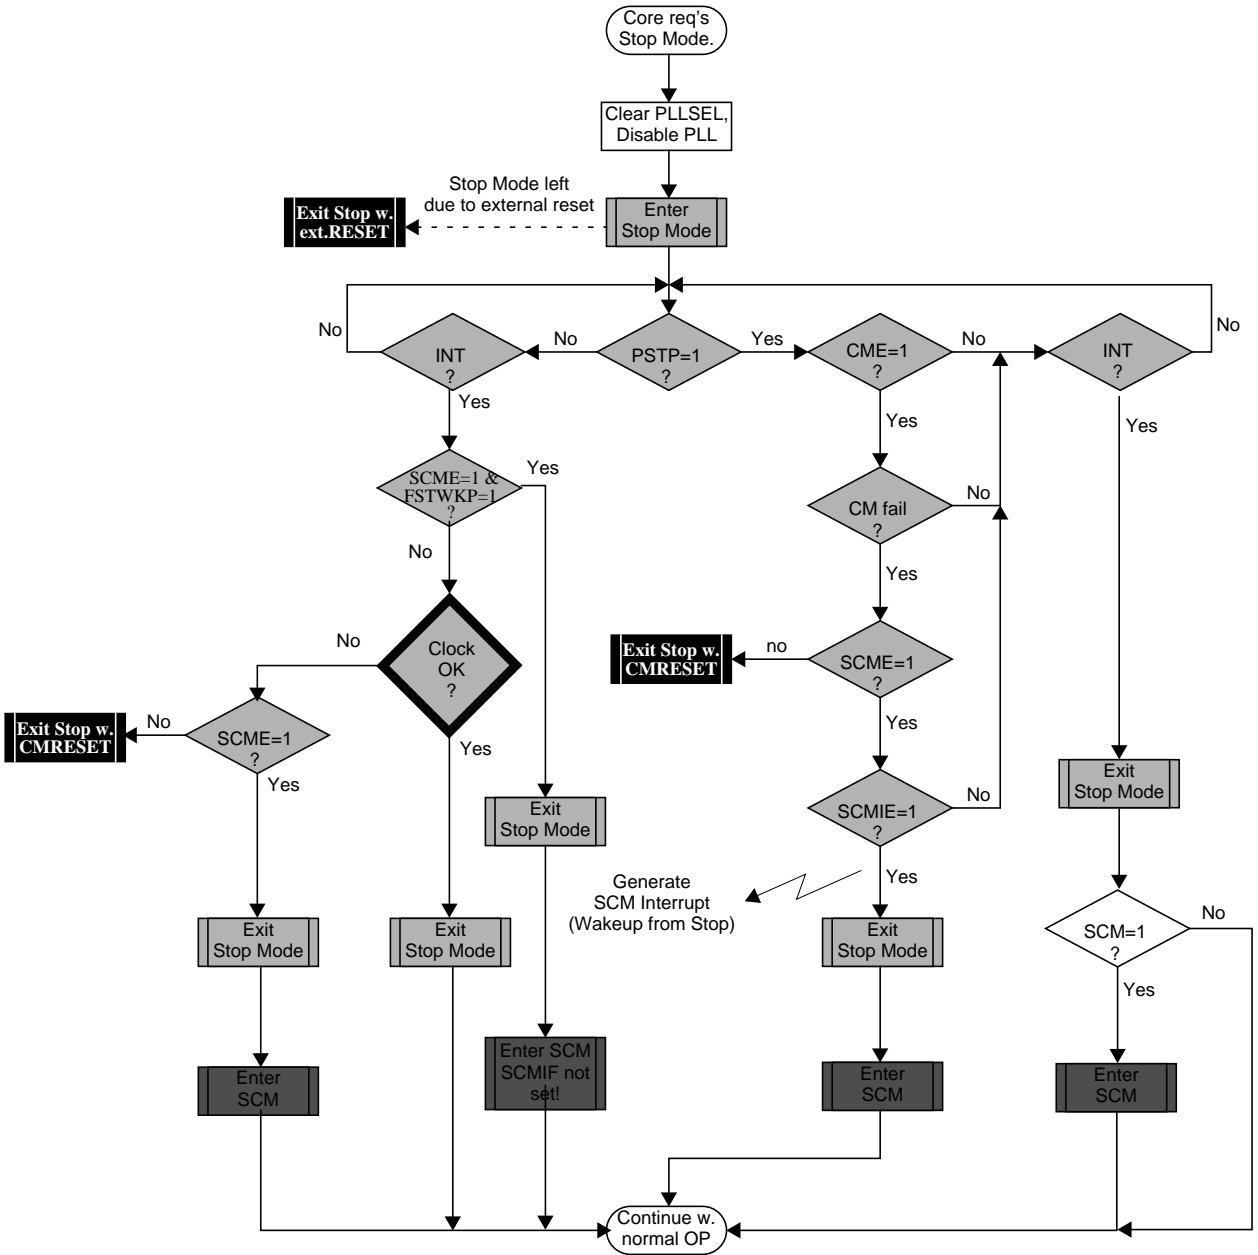 Core req's
Stop Mode.
Clear PLLSEL,
Disable PLL
Stop Mode left
due to external reset
Exit Stop w.
ext.RESET
Enter
Stop Mode
No
INT
?
No
PSTP=1
?
Yes
CME=1
?
No
INT
?
No
Yes
Yes
Yes
SCME=1 &
FSTWKP=1
?
Yes
CM fail
?
No
No
Yes
Clock
OK
?
No
Exit Stop w.
CMRESET
no
SCME=1
?
Exit Stop w.
CMRESET
No
SCME=1
?
Yes
Yes
Yes
Exit
Stop Mode
Exit
Stop Mode
SCMIE=1
?
No
Generate
SCM Interrupt
(Wakeup from Stop)
Yes
Exit
Stop Mode
Exit
Stop Mode
Exit
Stop Mode
SCM=1
?
No
Yes
Enter SCM
SCMIF not
set!
Enter
SCM
Enter
SCM
Enter
SCM
Continue w.
normal OP